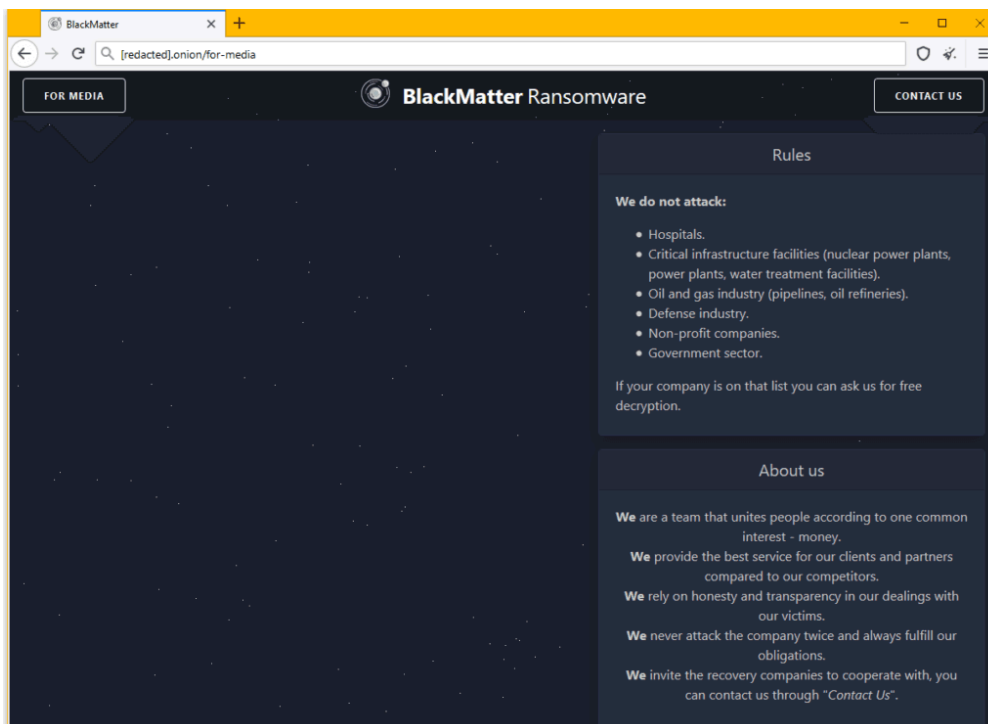 BlackMatter
[redacted].onion/for-media
FOR MEDIA
BlackMatter Ransomware
CONTACT US
Rules
We do not attack:
Hospitals.
Critical infrastructure facilities (nuclear power plants,
power plants, water treatment facilities).
Oil and gas industry (pipelines, oil refineries).
Defense industry.
Non-profit companies.
Government sector.
If your company is on that list you can ask us for free
decryption.
About us
We are a team that unites people according to one common
interest - money.
We provide the best service for our clients and partners
compared to our competitors.
We rely on honesty and transparency in our dealings with
our victims.
We never attack the company twice and always fulfill our
obligations.
We invite the recovery companies to cooperate with, you
can contact us through "Contact Us".